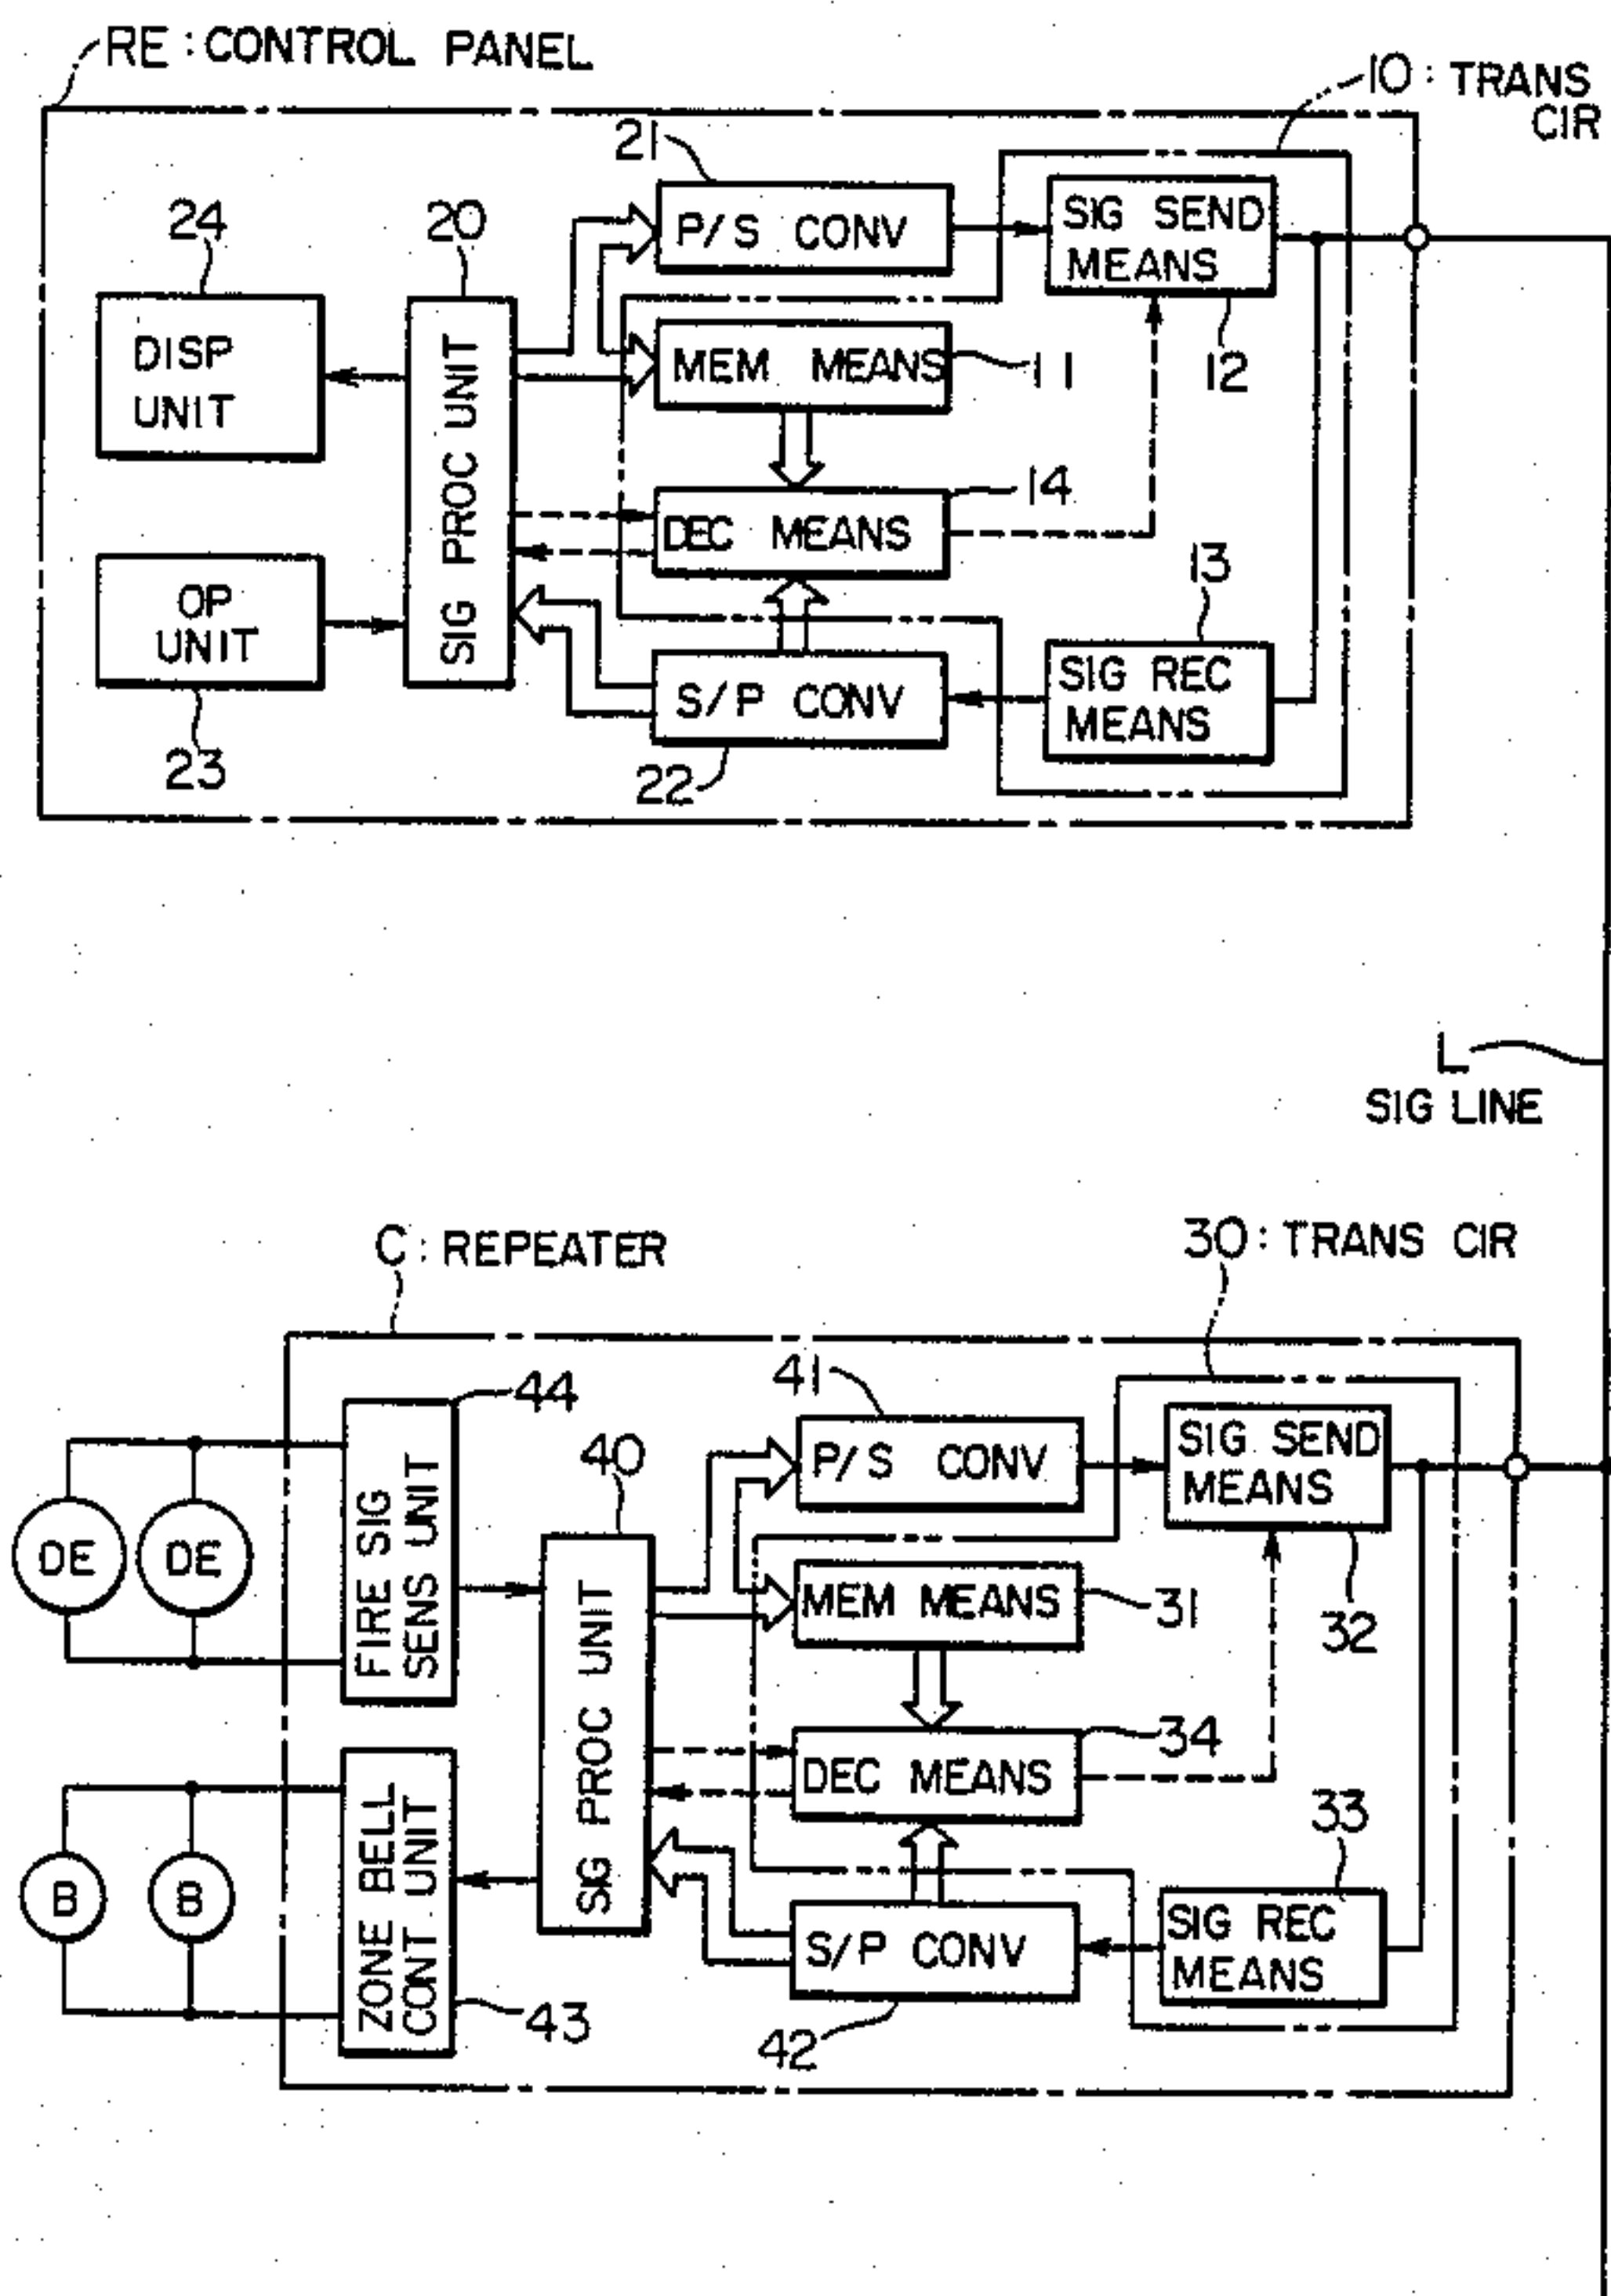 RE : CONTROL PANEL
10 : TRANS
CIR
21
24
20
P/S CONV
SIG SEND
MEANS
DISP
UNIT
MEM MEANS
11
12
SIG PROC UNIT
14
DEC MEANS
13
OP
UNIT
SIG REC
MEANS
S/P CONV
23
22
L
SIG LINE
C : REPEATER
30 : TRANS CIR
41
44
40
P/S CONV
SIG SEND
MEANS
DE
DE
FIRE SIG
SENS UNIT
MEM MEANS
31
32
SIG PROC UNIT
34
DEC MEANS
33
ZONE BELL
CONT UNIT
B
B
SIG REC
MEANS
S/P CONV
43
42